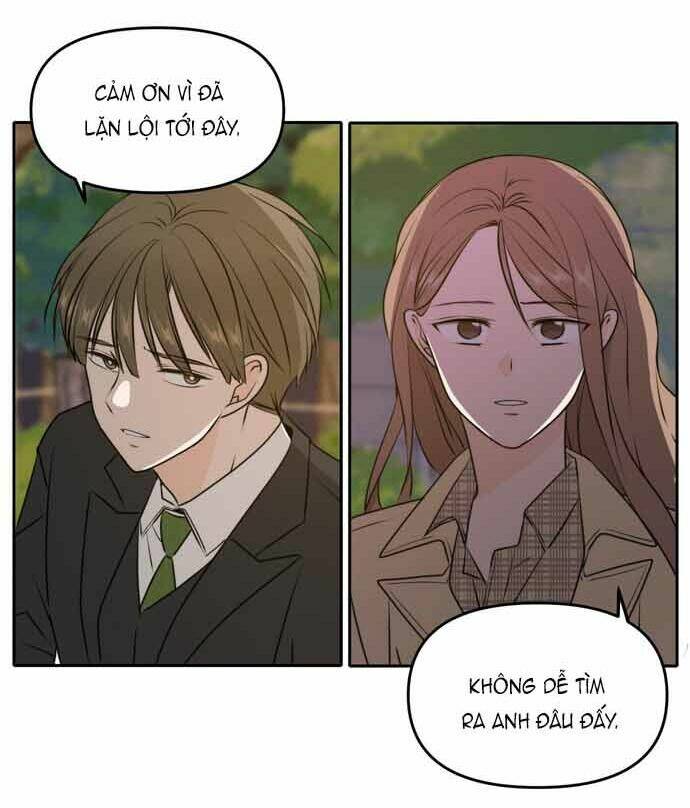 CẢM ƠN VÌ ĐÃ
LẶN LỘI TỚI ĐÂY.
KHÔNG DỄ TÌM
RA ANH ĐÂU ĐẤY.